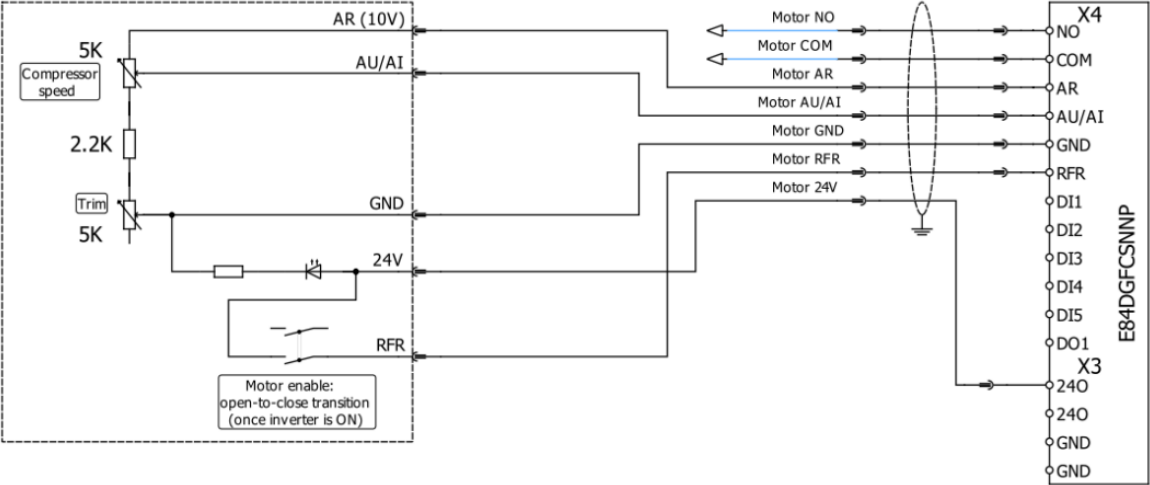 AR (10V)
5K
Compressor
speed
AU/AI
2.2K
Trim
5K
GND
24V
RFR
Motor enable:
open-to-close transition
(once inverter is ON)
Motor NO
Motor COM
Motor AR
Motor AU/AI
Motor GND
Motor RFR
Motor 24V
X4
NO
COM
AR
AU/AI
GND
RFR
DI1
DI2
DI3
DI4
DI5
DO1
X3
24O
24O
GND
GND
E84DGFCSNNP